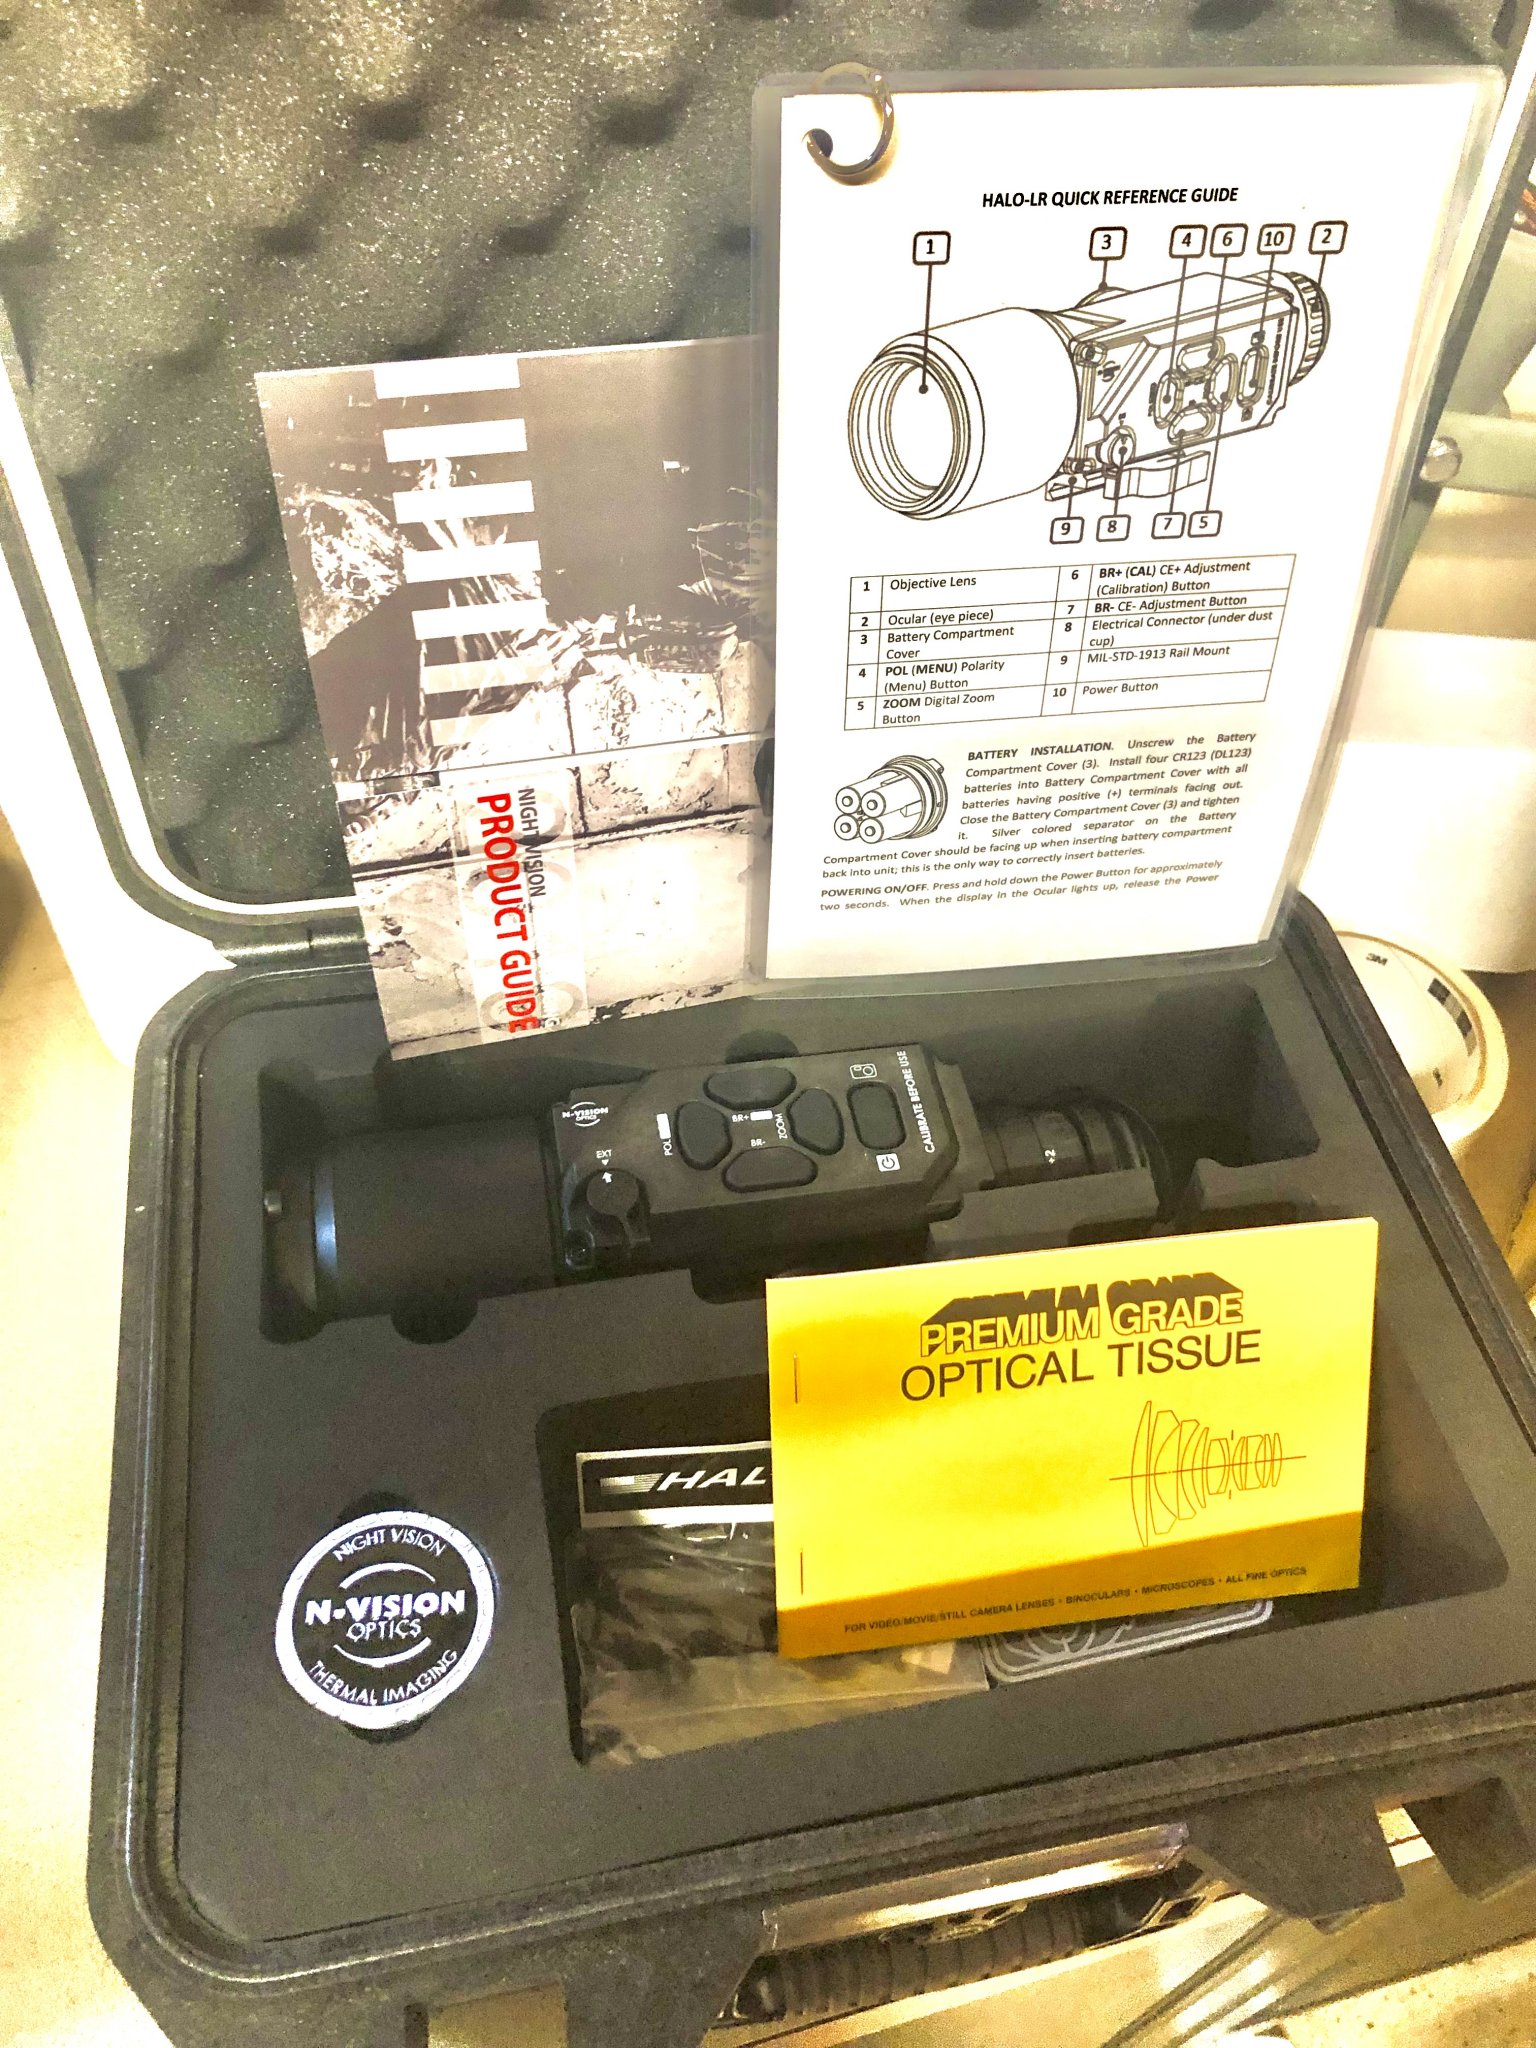 HALO-LR QUICK REFERENCE GUIDE
1
3
4
6
10
2
9
8
7
5
1 Objective Lens
2 Ocular (eye piece)
3 Battery Compartment
Cover
4 POL (MENU) Polarity
(Menu) Button
5 ZOOM Digital Zoom
Button
6 BR+ (CAL) CE+ Adjustment
(Calibration) Button
7 BR- CE- Adjustment Button
8 Electrical Connector (under dust
cup)
9 MIL-STD-1913 Rail Mount
10 Power Button
BATTERY INSTALLATION. Unscrew the Battery
Compartment Cover (3). Install four CR123 (DL123)
batteries into Battery Compartment Cover with all
batteries having positive (+) terminals facing out.
Close the Battery Compartment Cover (3) and tighten
it. Silver colored separator on the Battery
Compartment Cover should be facing up when inserting battery compartment
back into unit; this is the only way to correctly insert batteries.
POWERING ON/OFF. Press and hold down the Power Button for approximately
two seconds. When the display in the Ocular lights up, release the Power
NIGHT VISION
PRODUCT GUIDE
3M
N-VISION
OPTICS
EXT
POL
BR+
BR-
ZOOM
CALIBRATE BEFORE USE
+2
PREMIUM GRADE
OPTICAL TISSUE
FOR VIDEO/MOVIE/STILL CAMERA LENSES • BINOCULARS • MICROSCOPES • ALL FINE OPTICS
NIGHT VISION
N-VISION
OPTICS
THERMAL IMAGING
HAL